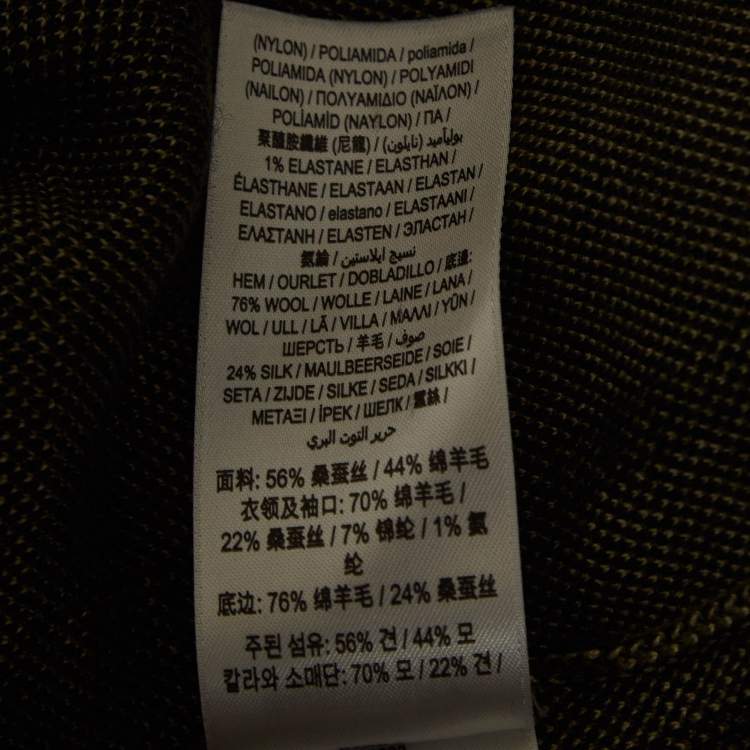 (NYLON) / POLIAMIDA / poliamida /
POLIAMIDA (NYLON) / POLYAMIDI
(NAILON) / ΠΟΛΥΑΜΙΔΙΟ (ΝΑΪΛΟΝ) /
POLİAMİD (NAYLON) / ПА /
聚醯胺纖維 (尼龍) / بولياميد (نايلون) /
1% ELASTANE / ELASTHAN /
ÉLASTHANE / ELASTAAN / ELASTAN /
ELASTANO / elastano / ELASTAANI /
ΕΛΑΣΤΑΝΗ / ELASTEN / ЭЛАСТАН /
氨綸 / نسيج ايلاستين
HEM / OURLET / DOBLADILLO / 底邊:
76% WOOL / WOLLE / LAINE / LANA /
WOL / ULL / LÃ / VILLA / ΜΑΛΛΙ / YÜN /
ШЕРСТЬ / 羊毛 / صوف
24% SILK / MAULBEERSEIDE / SOIE /
SETA / ZIJDE / SILKE / SEDA / SILKKI /
ΜΕΤΑΞΙ / İPEK / ШЕЛК / 蠶絲 /
حرير التوت البري
面料: 56% 桑蚕丝 / 44% 绵羊毛
衣领及袖口: 70% 绵羊毛 /
22% 桑蚕丝 / 7% 锦纶 / 1% 氨
纶
底边: 76% 绵羊毛 / 24% 桑蚕丝
주된 섬유: 56% 견 / 44% 모
칼라와 소매단: 70% 모 / 22% 견 /